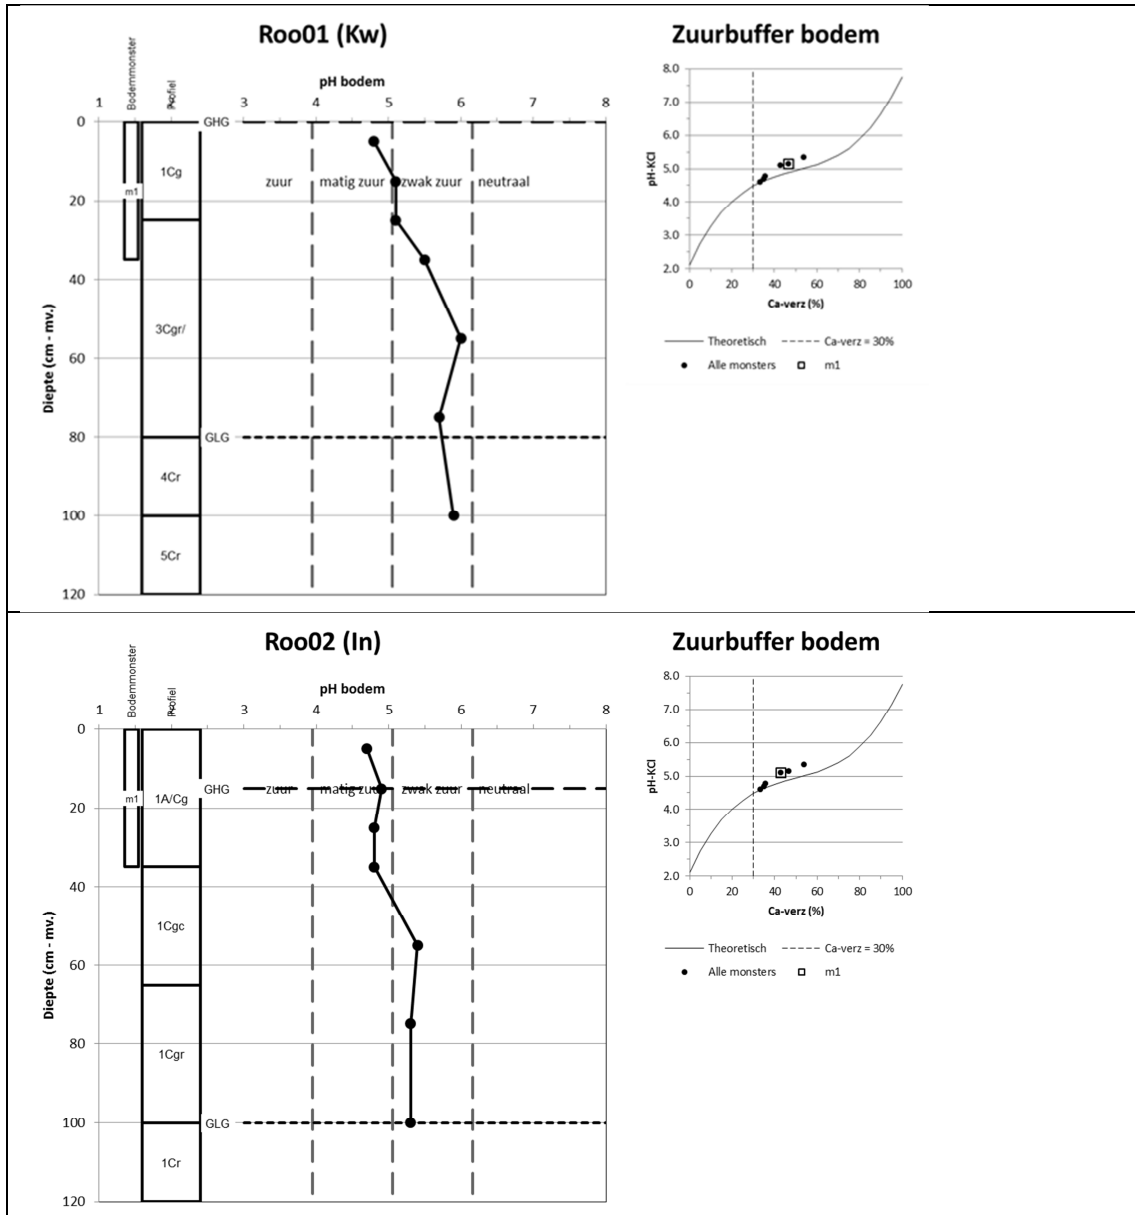 Roo01 (Kw)
Bodemmonster
Profiel
pH bodem
1 2 3 4 5 6 7 8
Diepte (cm - mv.)
0
20
40
60
80
100
120
GHG
zuur
matig zuur
zwak zuur
neutraal
GLG
m1
1Cg
3Cgr/
4Cr
5Cr
Zuurbuffer bodem
pH-KCl
8.0
7.0
6.0
5.0
4.0
3.0
2.0
0 20 40 60 80 100
Ca-verz (%)
Theoretisch
Ca-verz = 30%
Alle monsters
m1
Roo02 (In)
Bodemmonster
Profiel
pH bodem
1 2 3 4 5 6 7 8
Diepte (cm - mv.)
0
20
40
60
80
100
120
GHG
zuur
matig zuur
zwak zuur
neutraal
GLG
m1
1A/Cg
1Cgc
1Cgr
1Cr
Zuurbuffer bodem
pH-KCl
8.0
7.0
6.0
5.0
4.0
3.0
2.0
0 20 40 60 80 100
Ca-verz (%)
Theoretisch
Ca-verz = 30%
Alle monsters
m1